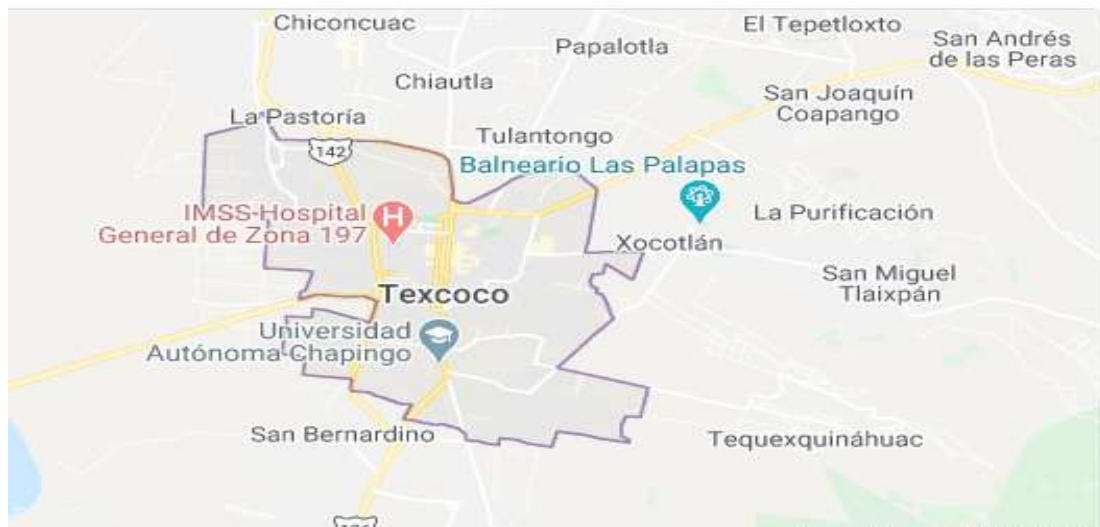 Chiconcuac
El Tepetloxto
Papalotla
San Andrés
de las Peras
Chiautla
San Joaquín
Coapango
La Pastoría
Tulantongo
142
Balneario Las Palapas
IMSS-Hospital
General de Zona 197
La Purificación
Xocotlán
San Miguel
Tlaixpán
Texcoco
Universidad
Autónoma Chapingo
San Bernardino
Tequexquináhuac